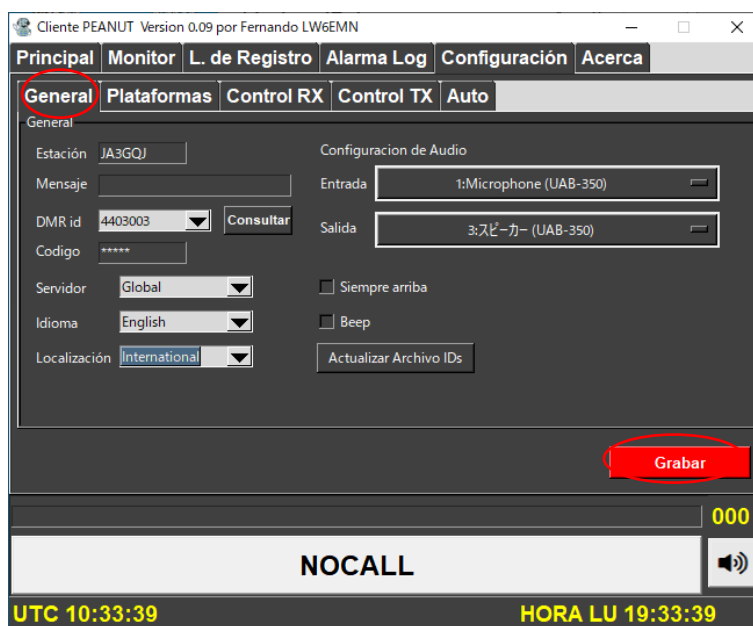 Cliente PEANUT Version 0.09 por Fernando LW6EMN
Principal Monitor L. de Registro Alarma Log Configuración Acerca
General Plataformas Control RX Control TX Auto
General
Estación JA3GQJ
Configuracion de Audio
Mensaje
Entrada 1:Microphone (UAB-350)
DMR id 4403003 Consultar
Salida 3:スピーカー (UAB-350)
Codigo *****
Servidor Global
Siempre arriba
Idioma English
Beep
Localización International
Actualizar Archivo IDs
Grabar
000
NOCALL
UTC 10:33:39 HORA LU 19:33:39